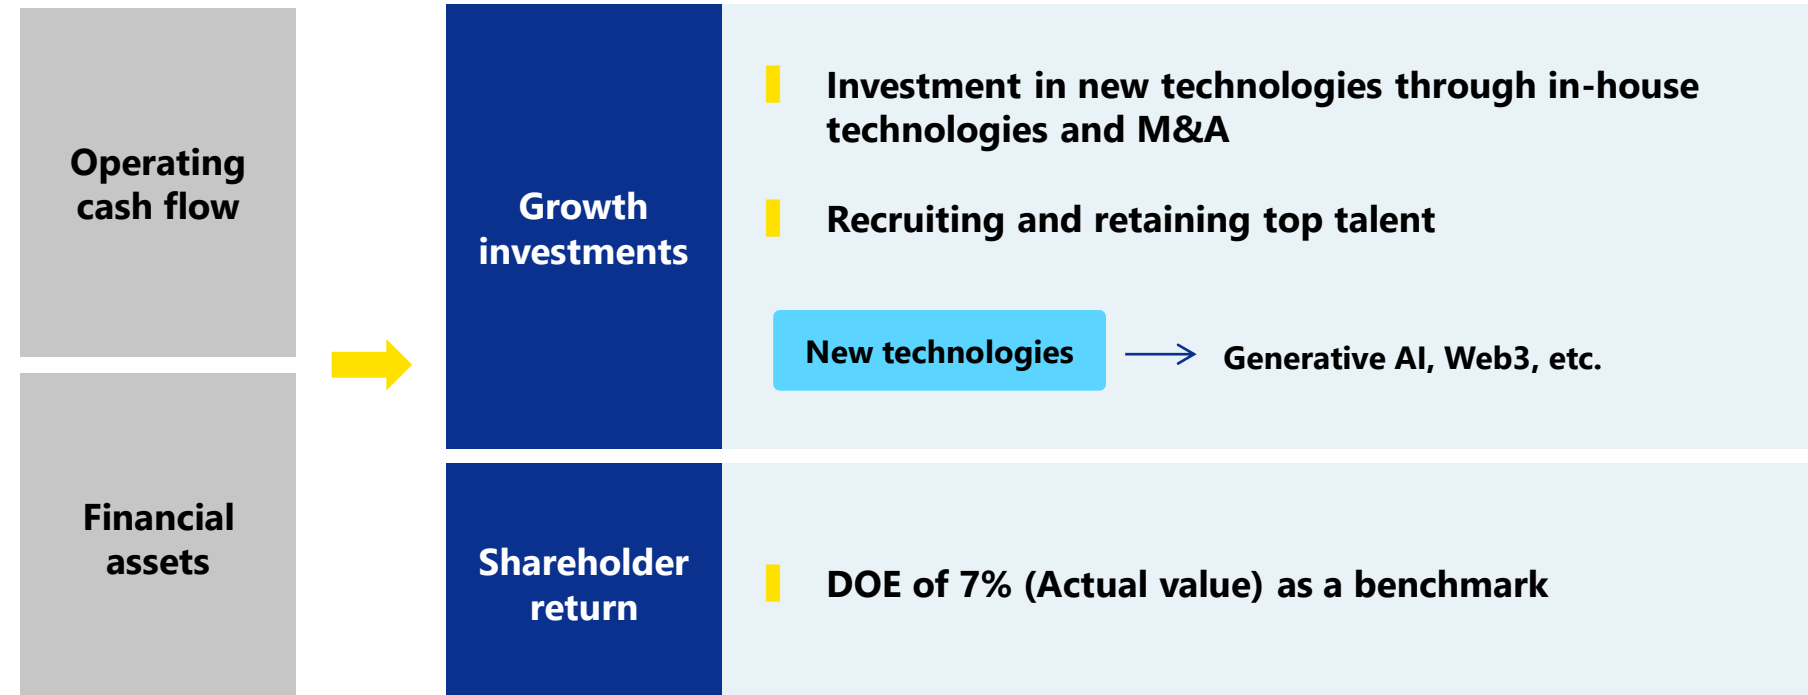 Operating
cash flow
Financial
assets
Growth
investments
Investment in new technologies through in-house
technologies and M&A
Recruiting and retaining top talent
New technologies
Generative AI, Web3, etc.
Shareholder
return
DOE of 7% (Actual value) as a benchmark